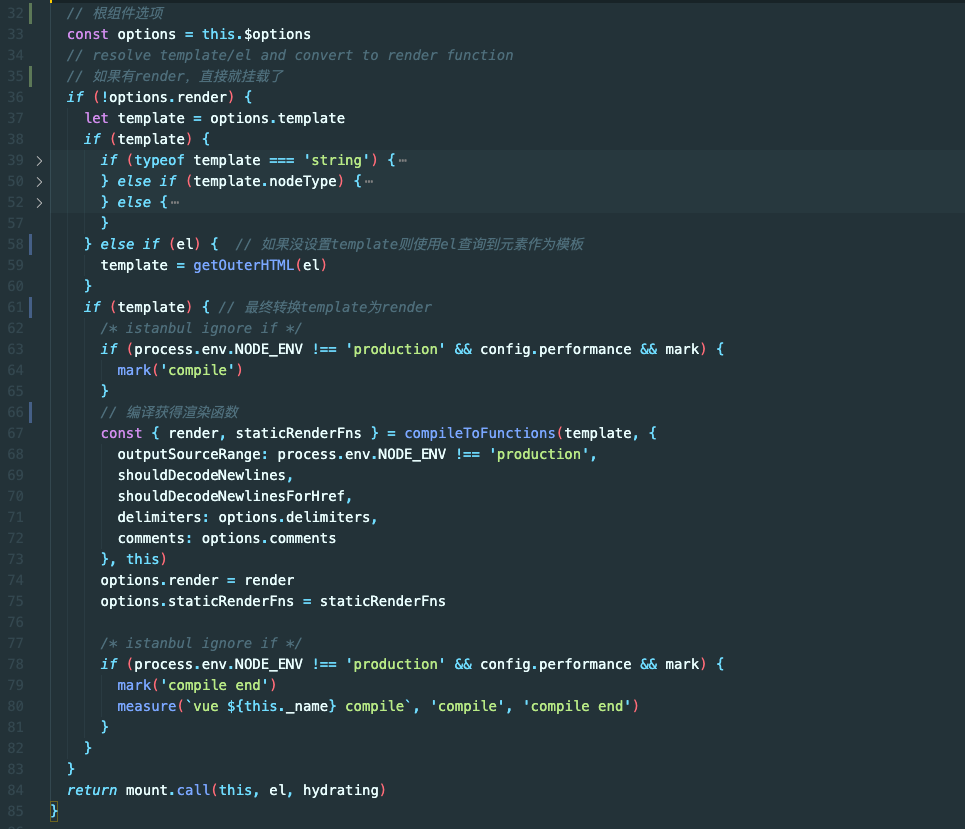 32 // 根组件选项
33 const options = this.$options
34 // resolve template/el and convert to render function
35 // 如果有render，直接就挂载了
36 if (!options.render) {
37 let template = options.template
38 if (template) {
39 if (typeof template === 'string') {…
50 } else if (template.nodeType) {…
52 } else {…
57 }
58 } else if (el) { // 如果没设置template则使用el查询到元素作为模板
59 template = getOuterHTML(el)
60 }
61 if (template) { // 最终转换template为render
62 /* istanbul ignore if */
63 if (process.env.NODE_ENV !== 'production' && config.performance && mark) {
64 mark('compile')
65 }
66 // 编译获得渲染函数
67 const { render, staticRenderFns } = compileToFunctions(template, {
68 outputSourceRange: process.env.NODE_ENV !== 'production',
69 shouldDecodeNewlines,
70 shouldDecodeNewlinesForHref,
71 delimiters: options.delimiters,
72 comments: options.comments
73 }, this)
74 options.render = render
75 options.staticRenderFns = staticRenderFns
76
77 /* istanbul ignore if */
78 if (process.env.NODE_ENV !== 'production' && config.performance && mark) {
79 mark('compile end')
80 measure(`vue ${this._name} compile`, 'compile', 'compile end')
81 }
82 }
83 }
84 return mount.call(this, el, hydrating)
85 }